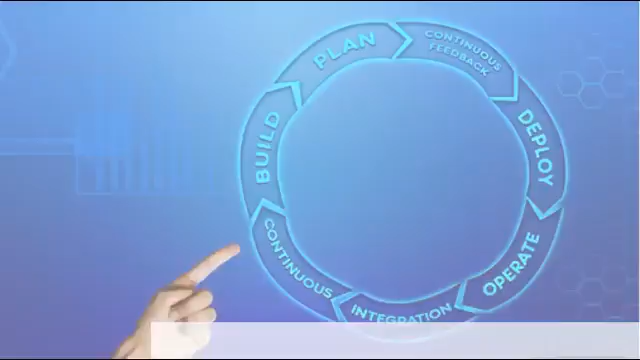 PLAN
CONTINUOUS
FEEDBACK
DEPLOY
OPERATE
INTEGRATION
CONTINUOUS
BUILD